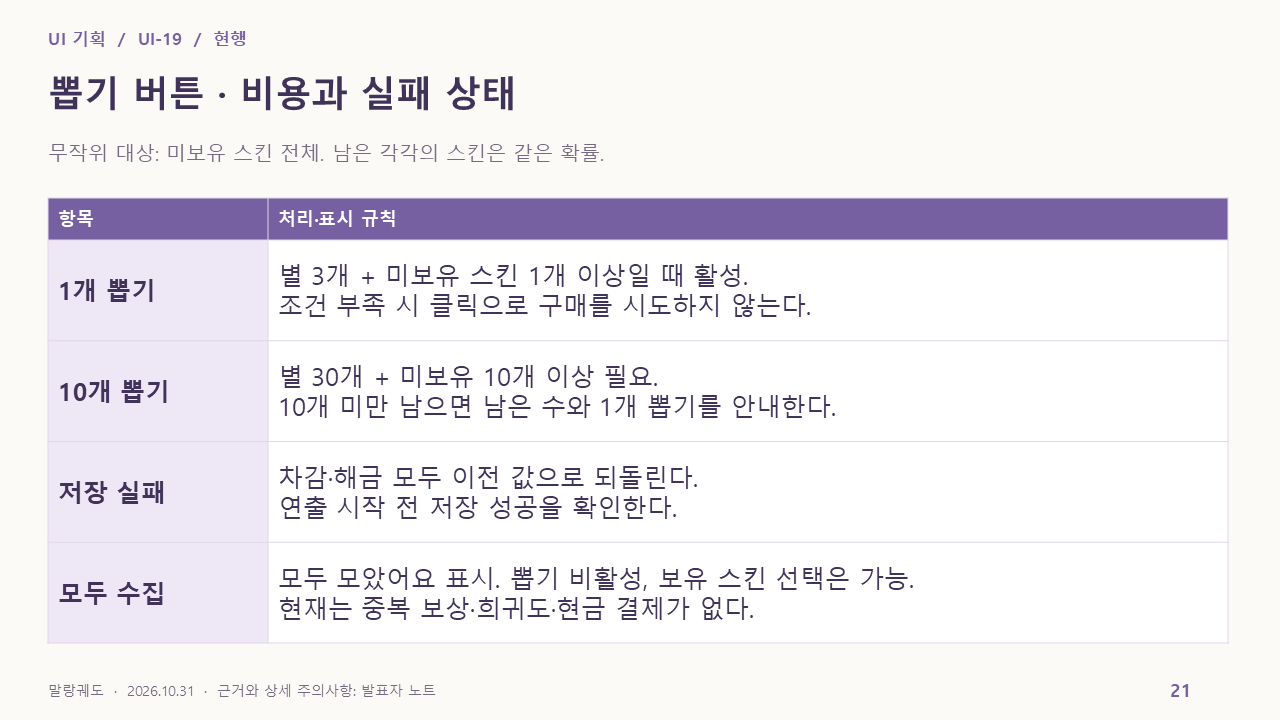 UI 기획 / UI-19 / 현행
뽑기 버튼 · 비용과 실패 상태
무작위 대상: 미보유 스킨 전체. 남은 각각의 스킨은 같은 확률.
항목
처리·표시 규칙
1개 뽑기
별 3개 + 미보유 스킨 1개 이상일 때 활성.
조건 부족 시 클릭으로 구매를 시도하지 않는다.
10개 뽑기
별 30개 + 미보유 10개 이상 필요.
10개 미만 남으면 남은 수와 1개 뽑기를 안내한다.
저장 실패
차감·해금 모두 이전 값으로 되돌린다.
연출 시작 전 저장 성공을 확인한다.
모두 수집
모두 모았어요 표시. 뽑기 비활성, 보유 스킨 선택은 가능.
현재는 중복 보상·희귀도·현금 결제가 없다.
말랑궤도 · 2026.10.31 · 근거와 상세 주의사항: 발표자 노트
21